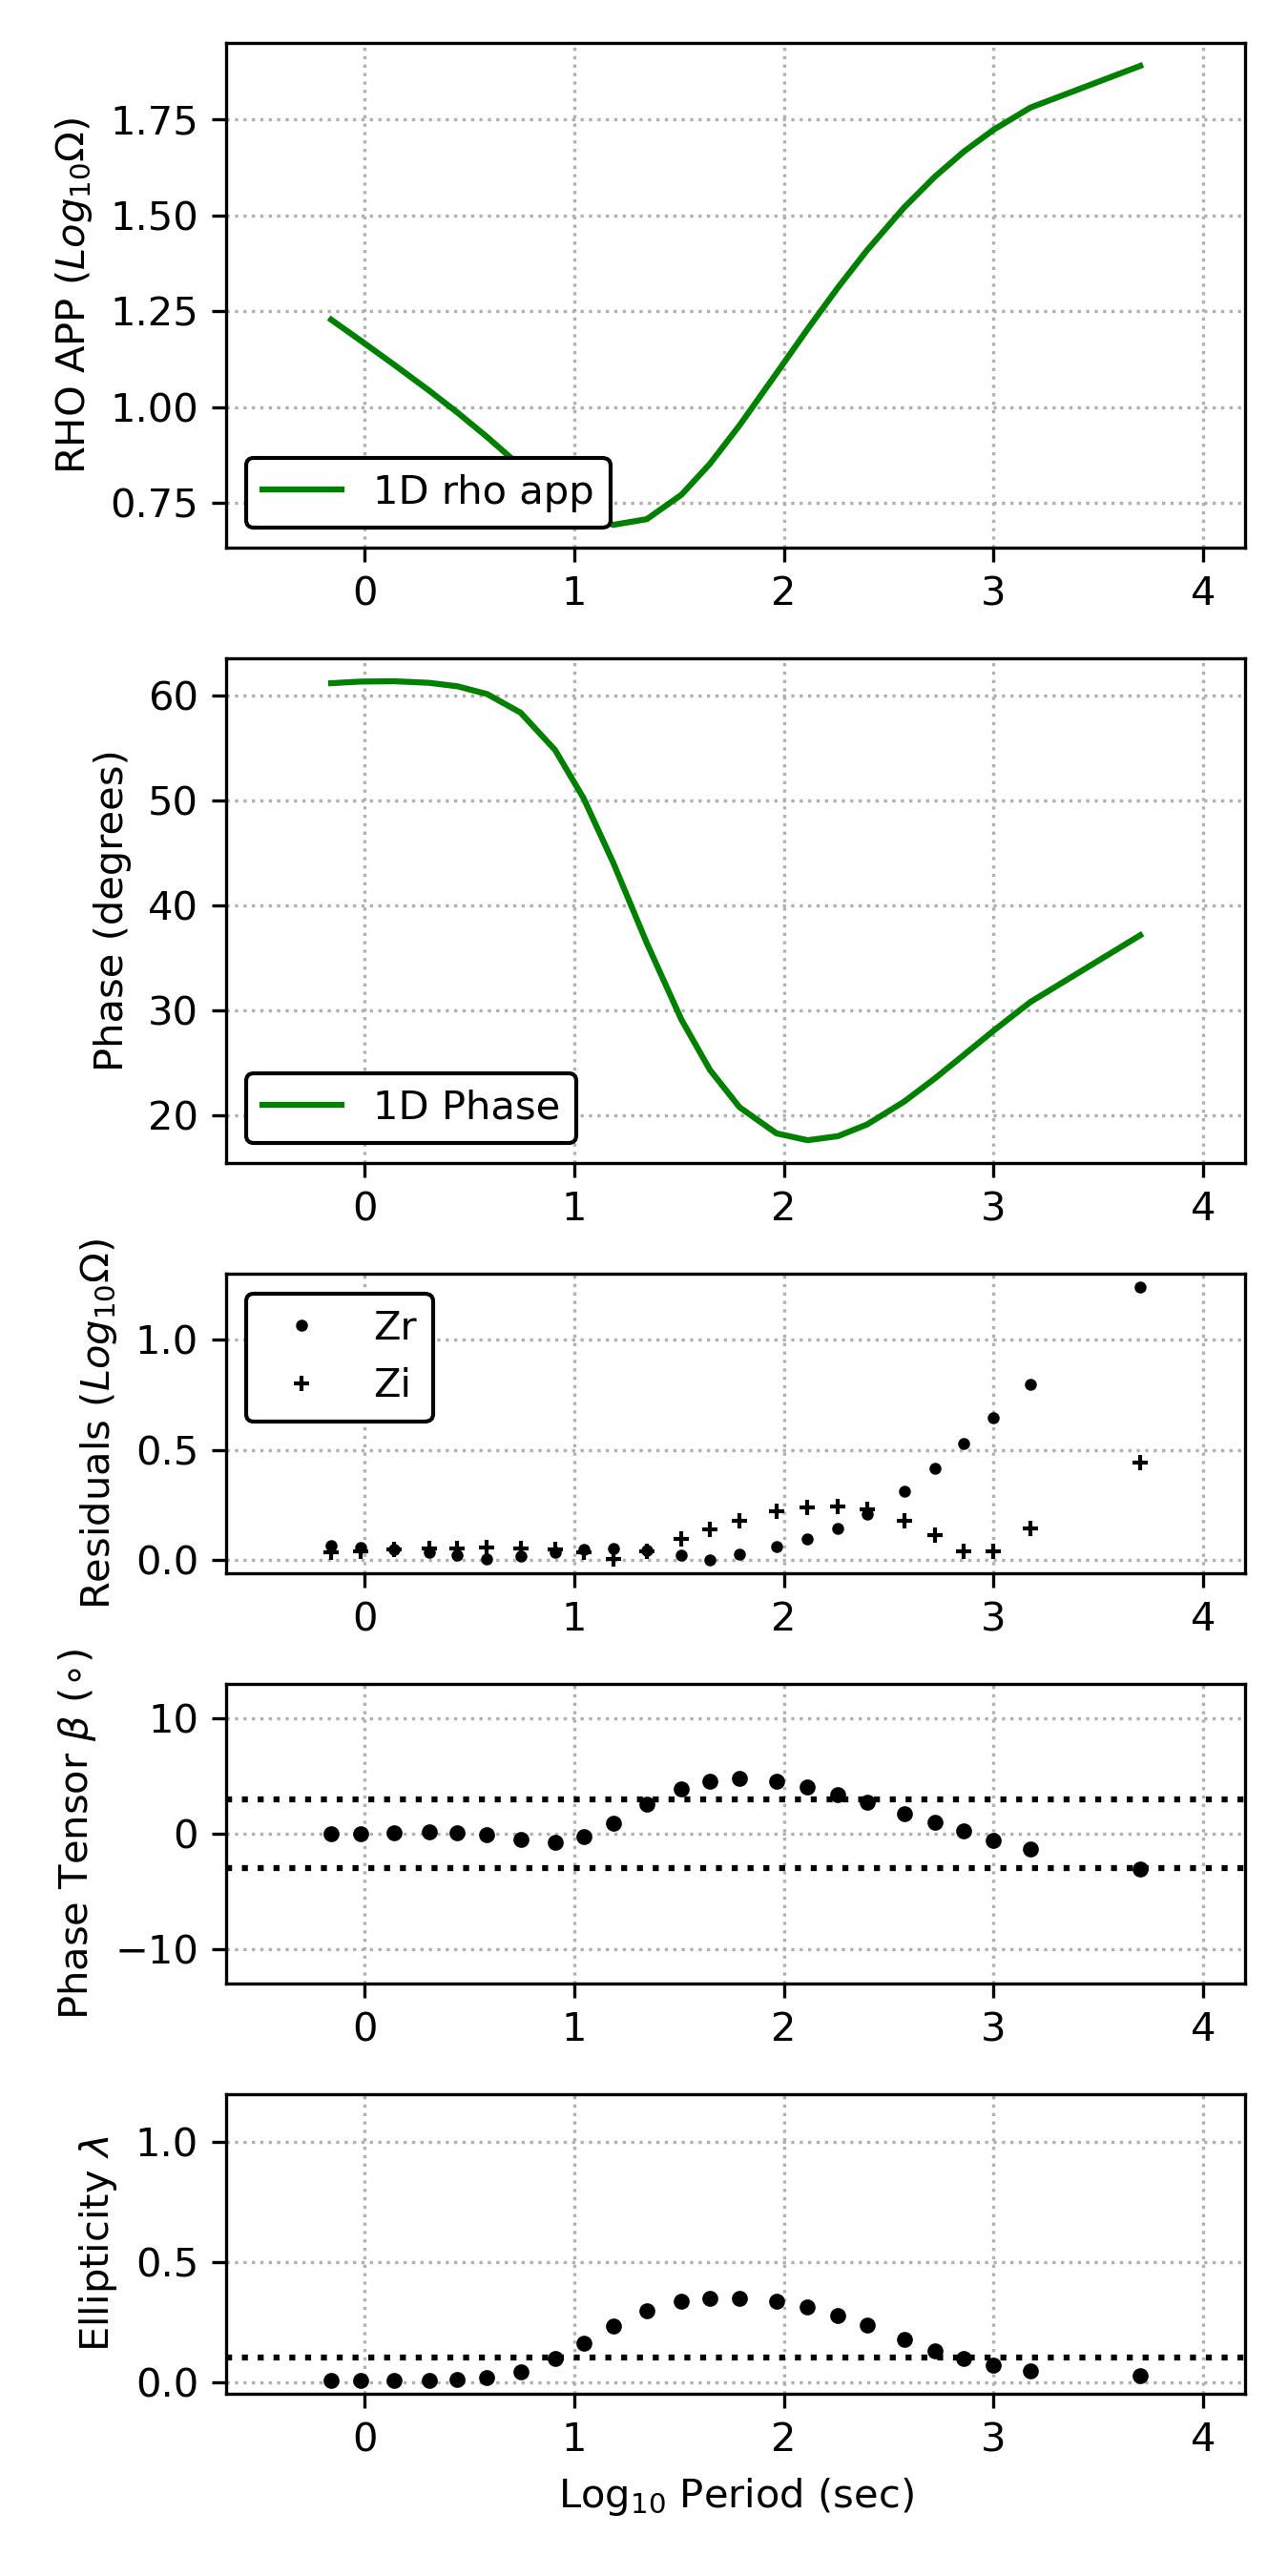 RHO APP (Log₁₀Ω)
1.75
1.50
1.25
1.00
0.75
1D rho app
0 1 2 3 4
Phase (degrees)
60
50
40
30
20
1D Phase
0 1 2 3 4
Residuals (Log₁₀Ω)
1.0
0.5
0.0
Zr
Zi
0 1 2 3 4
Phase Tensor β (∘)
10
0
−10
0 1 2 3 4
Ellipticity λ
1.0
0.5
0.0
0 1 2 3 4
Log₁₀ Period (sec)